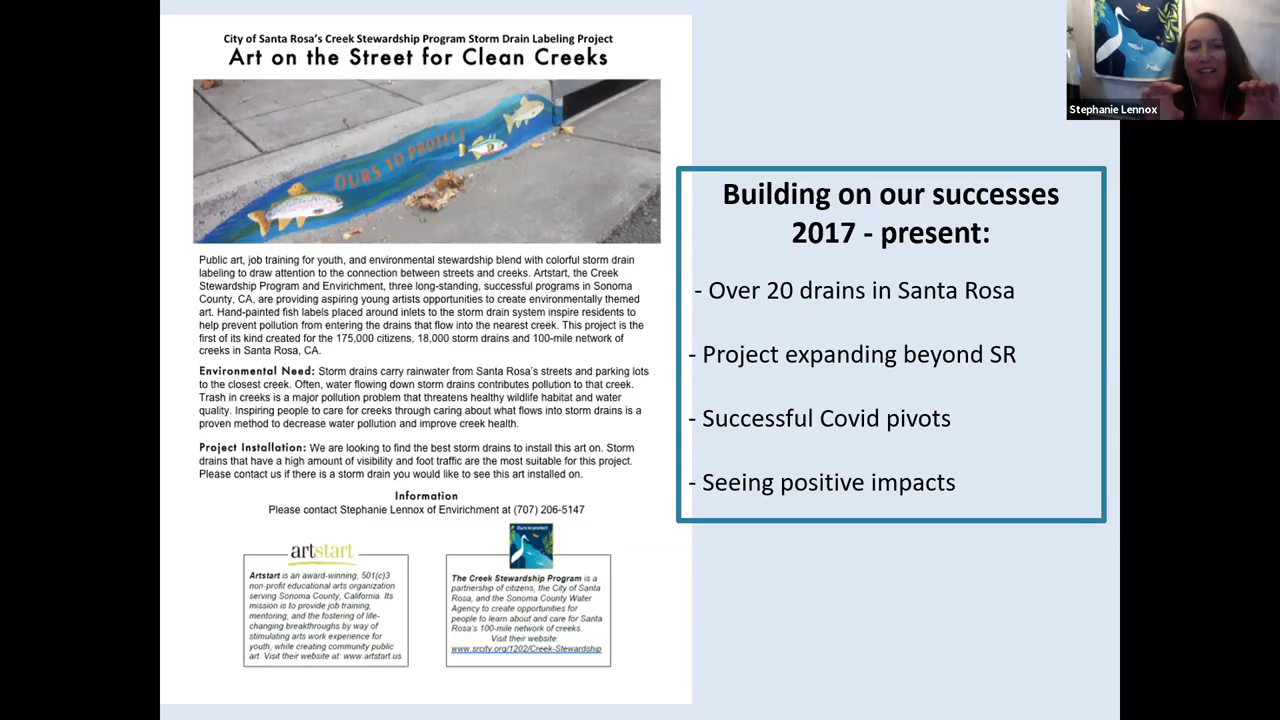 City of Santa Rosa's Creek Stewardship Program Storm Drain Labeling Project
Art on the Street for Clean Creeks
OURS TO PROTECT
Public art, job training for youth, and environmental stewardship blend with colorful storm drain
labeling to draw attention to the connection between streets and creeks. Artstart, the Creek
Stewardship Program and Envirichment, three long-standing, successful programs in Sonoma
County, CA, are providing aspiring young artists opportunities to create environmentally themed
art. Hand-painted fish labels placed around inlets to the storm drain system inspire residents to
help prevent pollution from entering the drains that flow into the nearest creek. This project is the
first of its kind created for the 175,000 citizens, 18,000 storm drains and 100-mile network of
creeks in Santa Rosa, CA.
Environmental Need: Storm drains carry rainwater from Santa Rosa's streets and parking lots
to the closest creek. Often, water flowing down storm drains contributes pollution to that creek.
Trash in creeks is a major pollution problem that threatens healthy wildlife habitat and water
quality. Inspiring people to care for creeks through caring about what flows into storm drains is a
proven method to decrease water pollution and improve creek health.
Project Installation: We are looking to find the best storm drains to install this art on. Storm
drains that have a high amount of visibility and foot traffic are the most suitable for this project.
Please contact us if there is a storm drain you would like to see this art installed on.
Information
Please contact Stephanie Lennox of Envirichment at (707) 206-5147
artstart
Artstart is an award-winning, 501(c)3
non-profit educational arts organization
serving Sonoma County, California. Its
mission is to provide job training,
mentoring, and the fostering of life-
changing breakthroughs by way of
stimulating arts work experience for
youth, while creating community public
art. Visit their website at: www.artstart.us
Ours to protect!
The Creek Stewardship Program is a
partnership of citizens, the City of Santa
Rosa, and the Sonoma County Water
Agency to create opportunities for
people to learn about and care for Santa
Rosa's 100-mile network of creeks.
Visit their website:
www.srcity.org/1202/Creek-Stewardship
Building on our successes
2017 - present:
- Over 20 drains in Santa Rosa
- Project expanding beyond SR
- Successful Covid pivots
- Seeing positive impacts
Stephanie Lennox